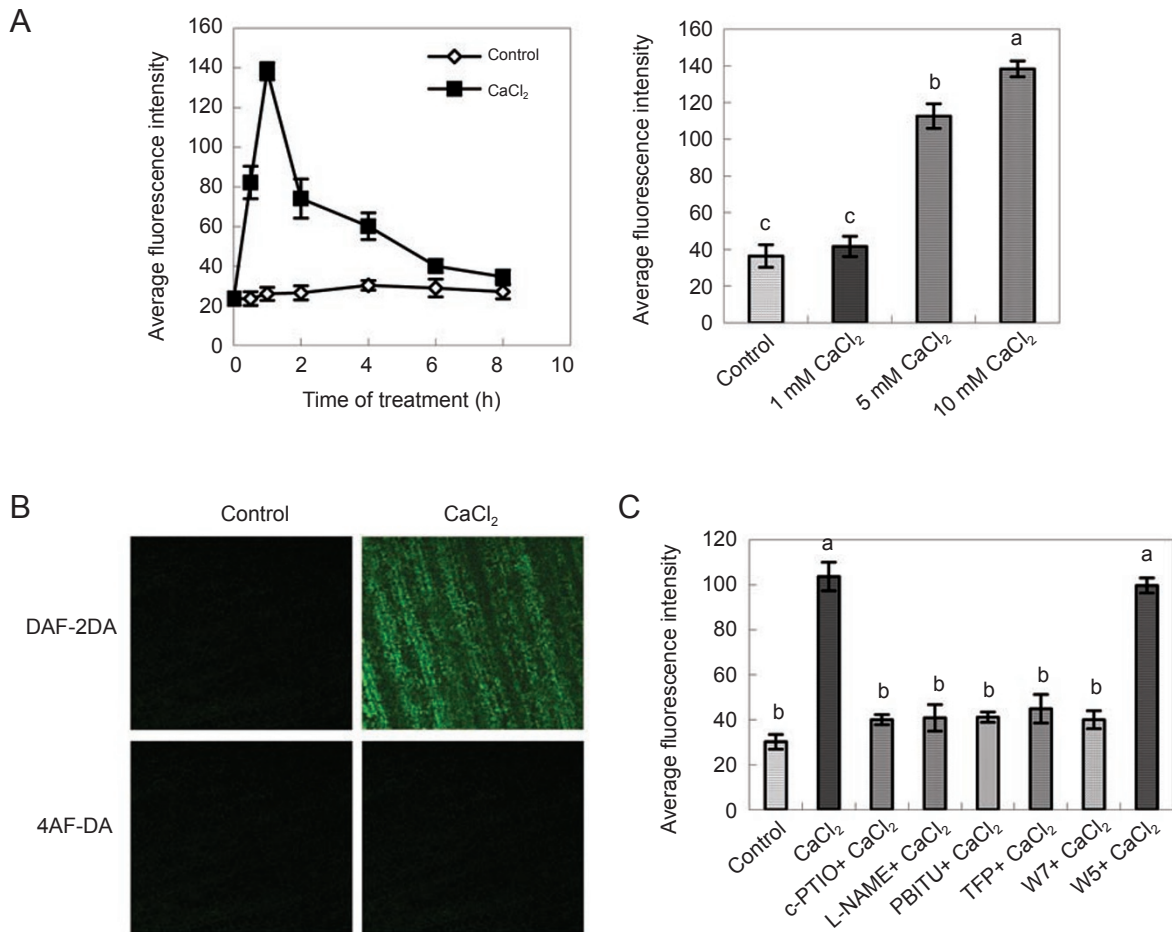 A
160
140
120
100
80
60
40
20
0
Average fluorescence intensity
Control
CaCl₂
0 2 4 6 8 10
Time of treatment (h)
160
140
120
100
80
60
40
20
0
Average fluorescence intensity
c c b a
Control
1 mM CaCl₂
5 mM CaCl₂
10 mM CaCl₂
B
Control CaCl₂
DAF-2DA
4AF-DA
C
120
100
80
60
40
20
0
Average fluorescence intensity
b a b b b b b a
Control
CaCl₂
c-PTIO+ CaCl₂
L-NAME+ CaCl₂
PBITU+ CaCl₂
TFP+ CaCl₂
W7+ CaCl₂
W5+ CaCl₂